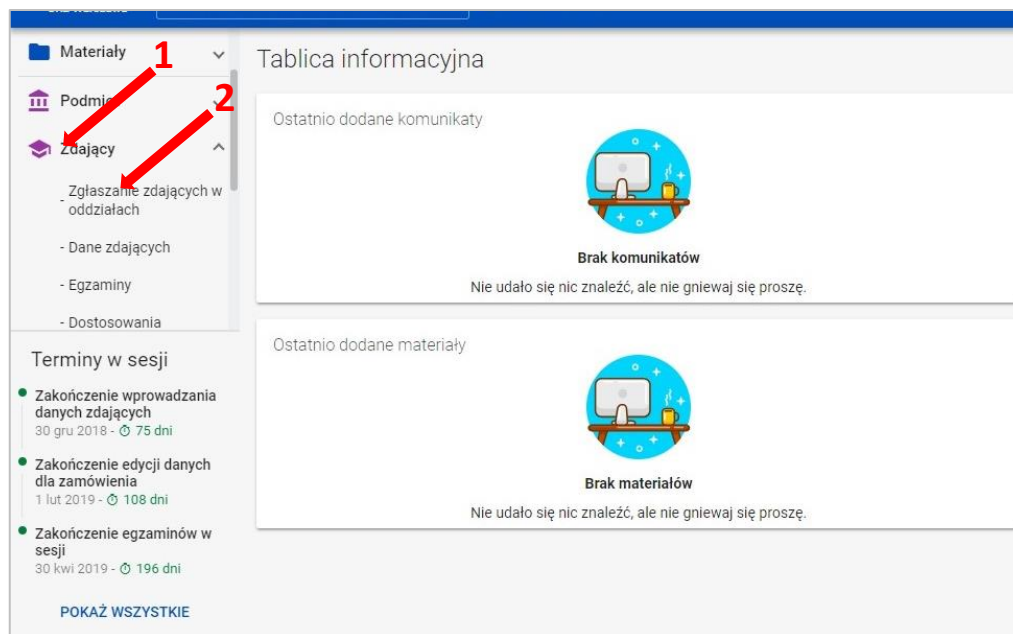 Materiały
1
Podmio
2
Zdający
- Zgłaszanie zdających w
oddziałach
- Dane zdających
- Egzaminy
- Dostosowania
Terminy w sesji
Zakończenie wprowadzania
danych zdających
30 gru 2018 - 75 dni
Zakończenie edycji danych
dla zamówienia
1 lut 2019 - 108 dni
Zakończenie egzaminów w
sesji
30 kwi 2019 - 196 dni
POKAŻ WSZYSTKIE
Tablica informacyjna
Ostatnio dodane komunikaty
Brak komunikatów
Nie udało się nic znaleźć, ale nie gniewaj się proszę.
Ostatnio dodane materiały
Brak materiałów
Nie udało się nic znaleźć, ale nie gniewaj się proszę.